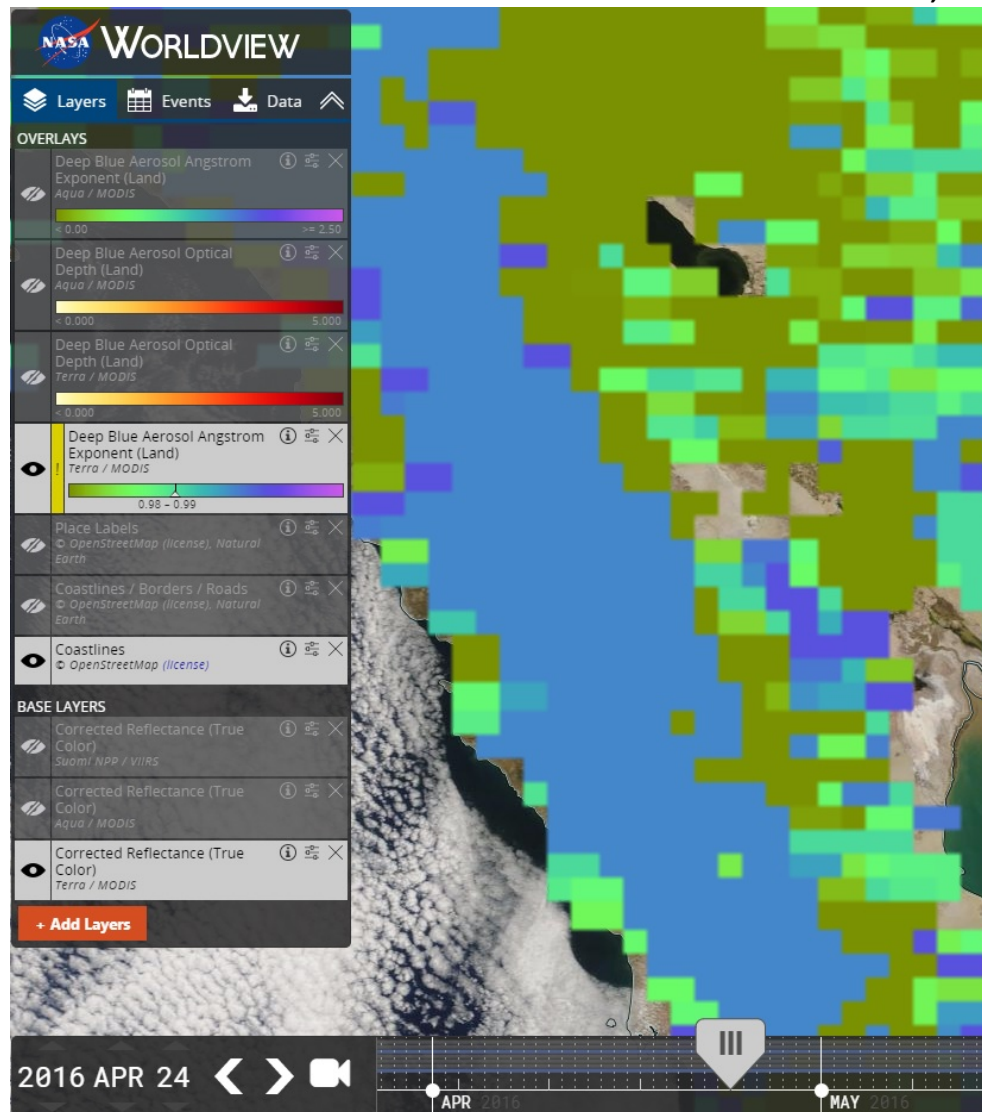 NASA WORLDVIEW
Layers Events Data
OVERLAYS
Deep Blue Aerosol Angstrom
Exponent (Land)
Aqua / MODIS
< 0.00 >= 2.50
Deep Blue Aerosol Optical
Depth (Land)
Aqua / MODIS
< 0.000 5.000
Deep Blue Aerosol Optical
Depth (Land)
Terra / MODIS
< 0.000 5.000
Deep Blue Aerosol Angstrom
Exponent (Land)
Terra / MODIS
0.98 – 0.99
Place Labels
© OpenStreetMap (license), Natural
Earth
Coastlines / Borders / Roads
© OpenStreetMap (license), Natural
Earth
Coastlines
© OpenStreetMap (license)
BASE LAYERS
Corrected Reflectance (True
Color)
Suomi NPP / VIIRS
Corrected Reflectance (True
Color)
Aqua / MODIS
Corrected Reflectance (True
Color)
Terra / MODIS
+ Add Layers
2016 APR 24
APR 2016 MAY 2016